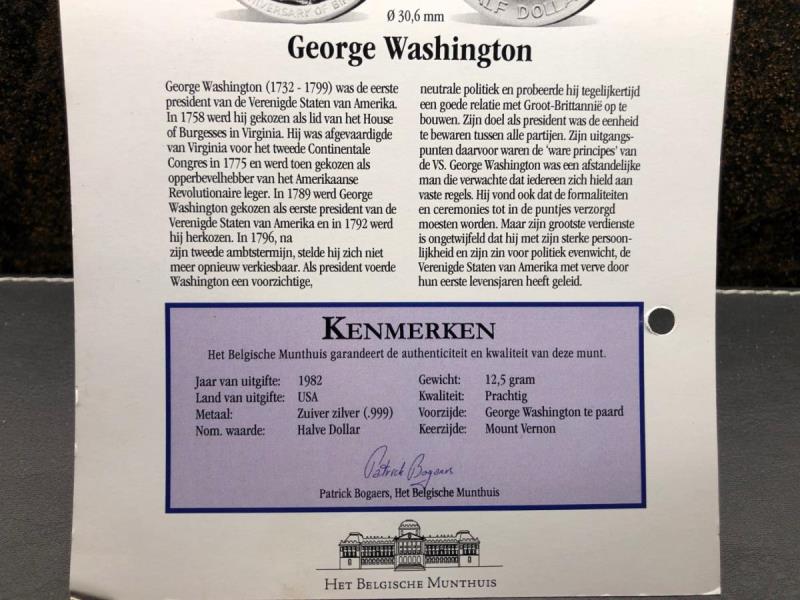 ANNIVERSARY OF BI
LF DOLLA
Ø 30,6 mm
George Washington
George Washington (1732 - 1799) was de eerste
president van de Verenigde Staten van Amerika.
In 1758 werd hij gekozen als lid van het House
of Burgesses in Virginia. Hij was afgevaardigde
van Virginia voor het tweede Continentale
Congres in 1775 en werd toen gekozen als
opperbevelhebber van het Amerikaanse
Revolutionaire leger. In 1789 werd George
Washington gekozen als eerste president van de
Verenigde Staten van Amerika en in 1792 werd
hij herkozen. In 1796, na
zijn tweede ambtstermijn, stelde hij zich niet
meer opnieuw verkiesbaar. Als president voerde
Washington een voorzichtige,
neutrale politiek en probeerde hij tegelijkertijd
een goede relatie met Groot-Brittannië op te
bouwen. Zijn doel als president was de eenheid
te bewaren tussen alle partijen. Zijn uitgangs-
punten daarvoor waren de 'ware principes' van
de VS. George Washington was een afstandelijke
man die verwachte dat iedereen zich hield aan
vaste regels. Hij vond ook dat de formaliteiten
en ceremonies tot in de puntjes verzorgd
moesten worden. Maar zijn grootste verdienste
is ongetwijfeld dat hij met zijn sterke persoon-
lijkheid en zijn zin voor politiek evenwicht, de
Verenigde Staten van Amerika met verve door
hun eerste levensjaren heeft geleid.
KENMERKEN
Het Belgische Munthuis garandeert de authenticiteit en kwaliteit van deze munt.
Jaar van uitgifte: 1982
Land van uitgifte: USA
Metaal: Zuiver zilver (.999)
Nom. waarde: Halve Dollar
Gewicht: 12,5 gram
Kwaliteit: Prachtig
Voorzijde: George Washington te paard
Keerzijde: Mount Vernon
Patrick Bogaers
Patrick Bogaers, Het Belgische Munthuis
HET BELGISCHE MUNTHUIS